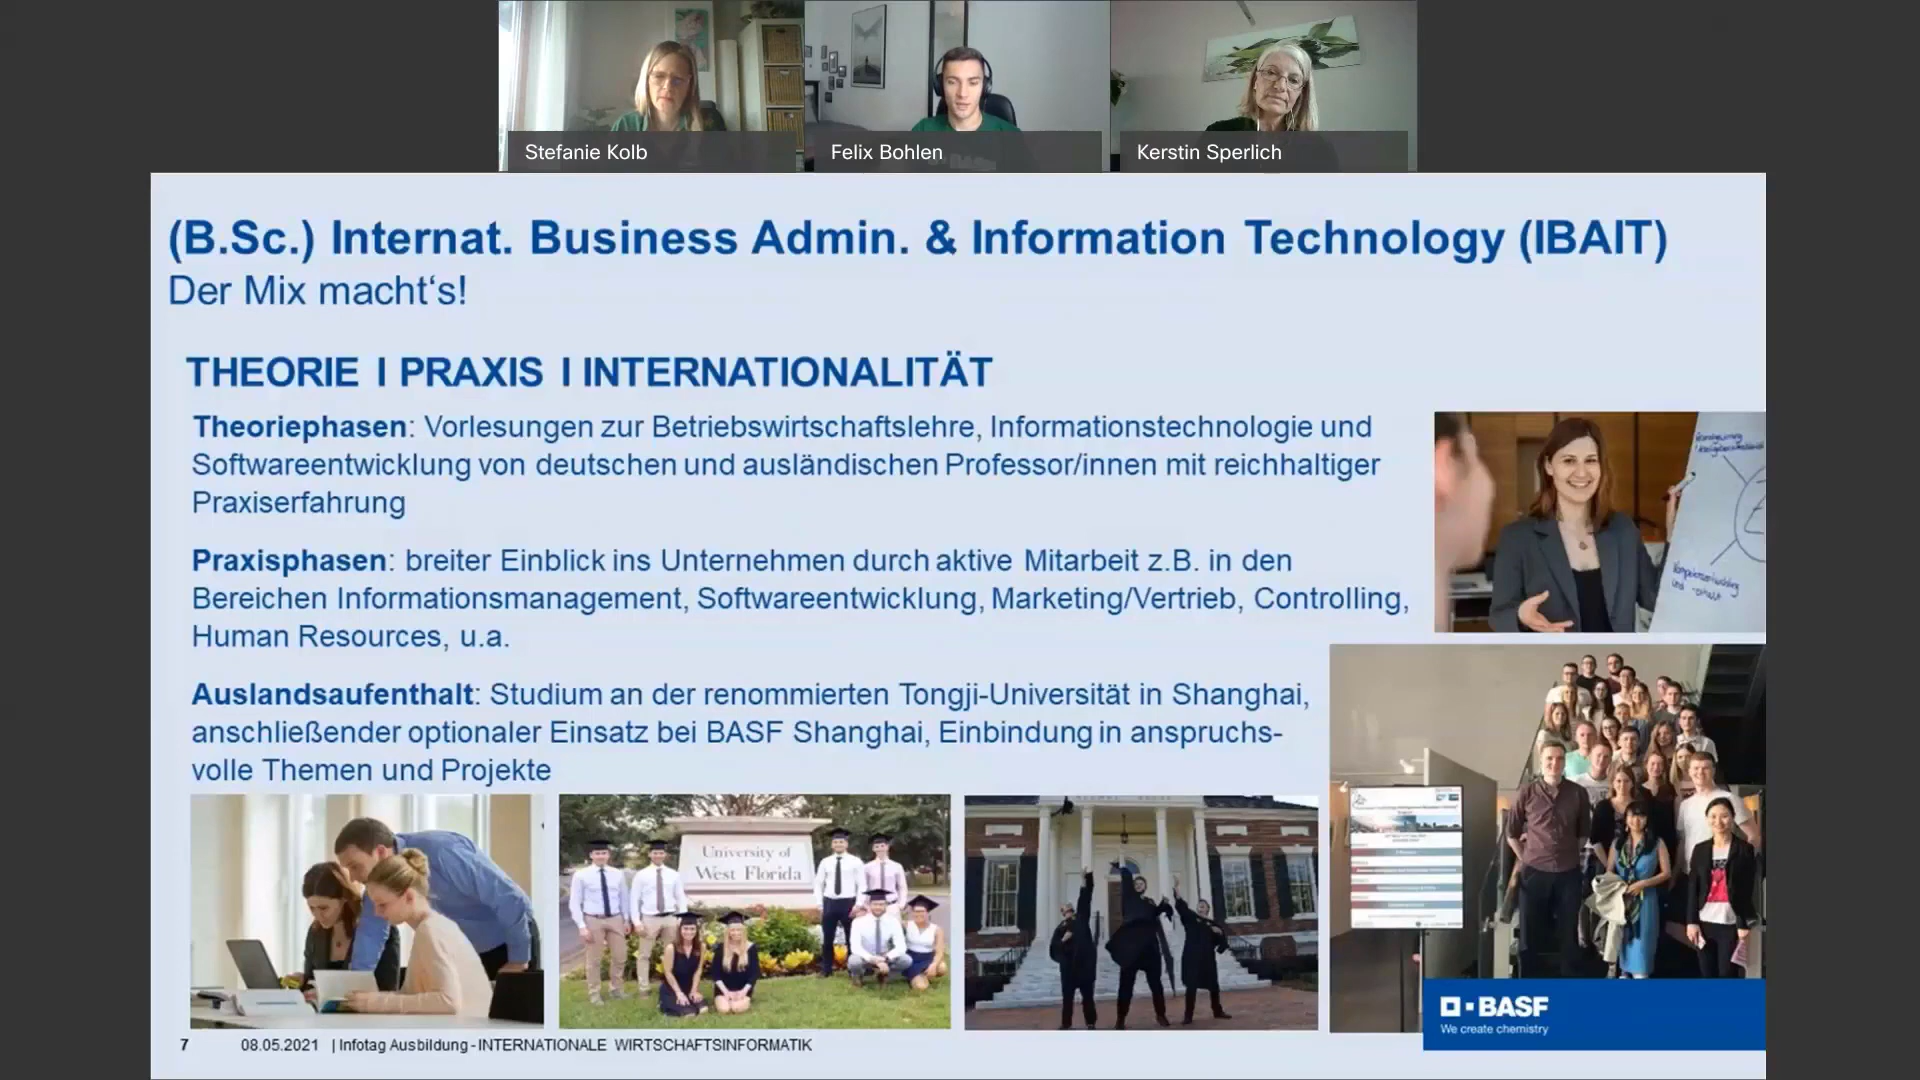 Stefanie Kolb
Felix Bohlen
Kerstin Sperlich
(B.Sc.) Internat. Business Admin. & Information Technology (IBAIT)
Der Mix macht‘s!
THEORIE I PRAXIS I INTERNATIONALITÄT
Theoriephasen: Vorlesungen zur Betriebswirtschaftslehre, Informationstechnologie und
Softwareentwicklung von deutschen und ausländischen Professor/innen mit reichhaltiger
Praxiserfahrung
Praxisphasen: breiter Einblick ins Unternehmen durch aktive Mitarbeit z.B. in den
Bereichen Informationsmanagement, Softwareentwicklung, Marketing/Vertrieb, Controlling,
Human Resources, u.a.
Auslandsaufenthalt: Studium an der renommierten Tongji-Universität in Shanghai,
anschließender optionaler Einsatz bei BASF Shanghai, Einbindung in anspruchs-
volle Themen und Projekte
University of
West Florida
BASF
We create chemistry
7 08.05.2021 | Infotag Ausbildung - INTERNATIONALE WIRTSCHAFTSINFORMATIK